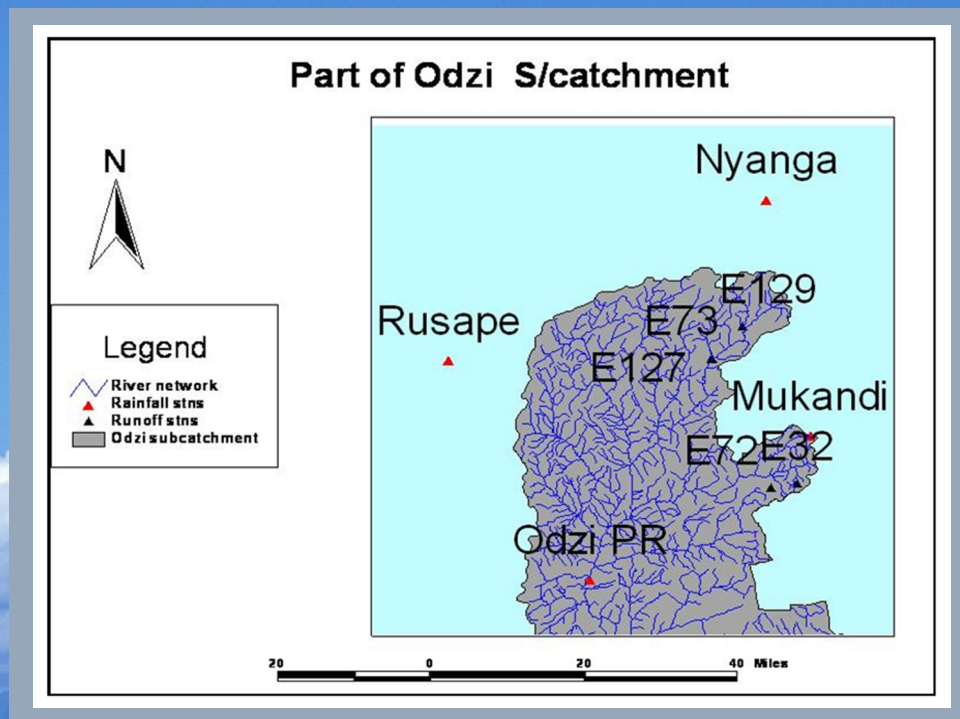 Part of Odzi S/catchment
N
Nyanga
E129
Rusape
E73
E127
Legend
River network
Rainfall stns
Runoff stns
Odzi subcatchment
Mukandi
E72 E32
Odzi PR
20 0 20 40 Miles